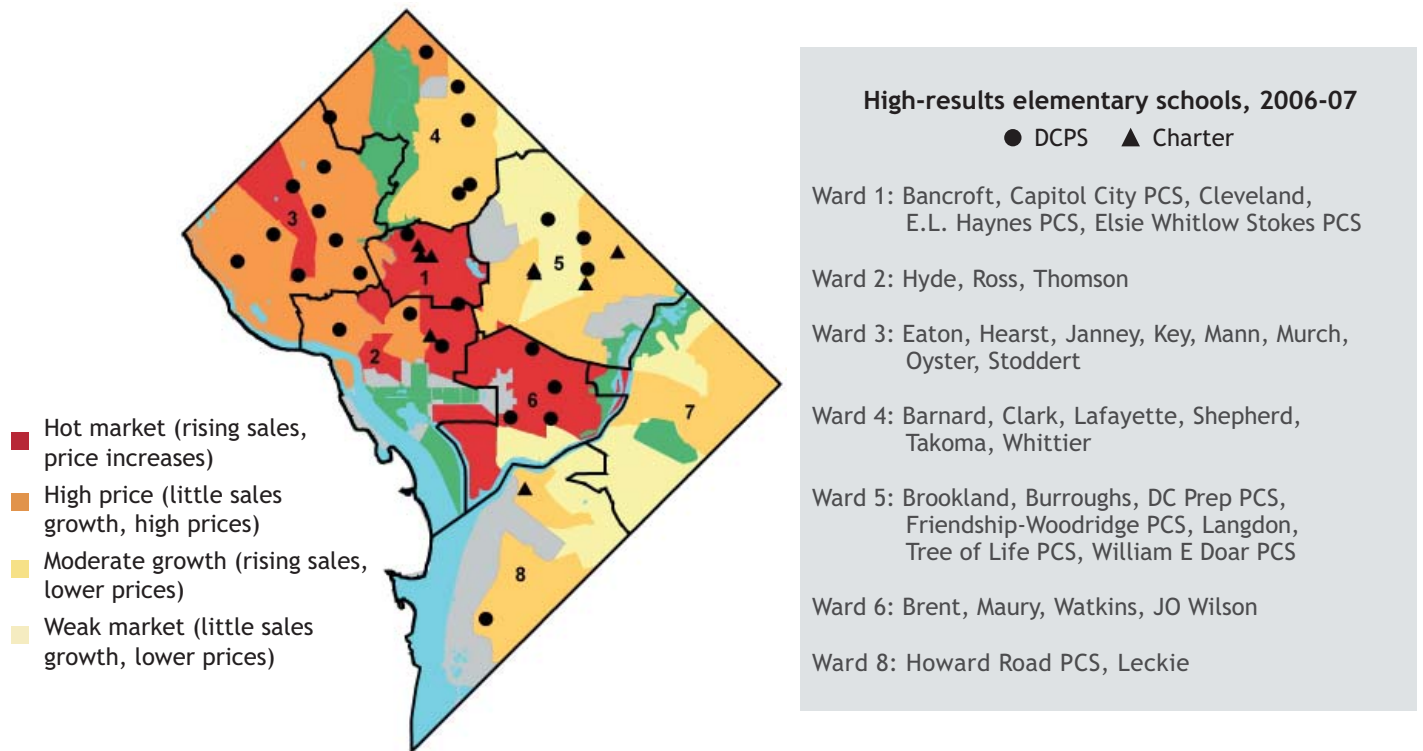 4
3
5
1
2
6
7
8
Hot market (rising sales,
price increases)
High price (little sales
growth, high prices)
Moderate growth (rising sales,
lower prices)
Weak market (little sales
growth, lower prices)
High-results elementary schools, 2006-07
DCPS Charter
Ward 1: Bancroft, Capitol City PCS, Cleveland,
E.L. Haynes PCS, Elsie Whitlow Stokes PCS
Ward 2: Hyde, Ross, Thomson
Ward 3: Eaton, Hearst, Janney, Key, Mann, Murch,
Oyster, Stoddert
Ward 4: Barnard, Clark, Lafayette, Shepherd,
Takoma, Whittier
Ward 5: Brookland, Burroughs, DC Prep PCS,
Friendship-Woodridge PCS, Langdon,
Tree of Life PCS, William E Doar PCS
Ward 6: Brent, Maury, Watkins, JO Wilson
Ward 8: Howard Road PCS, Leckie